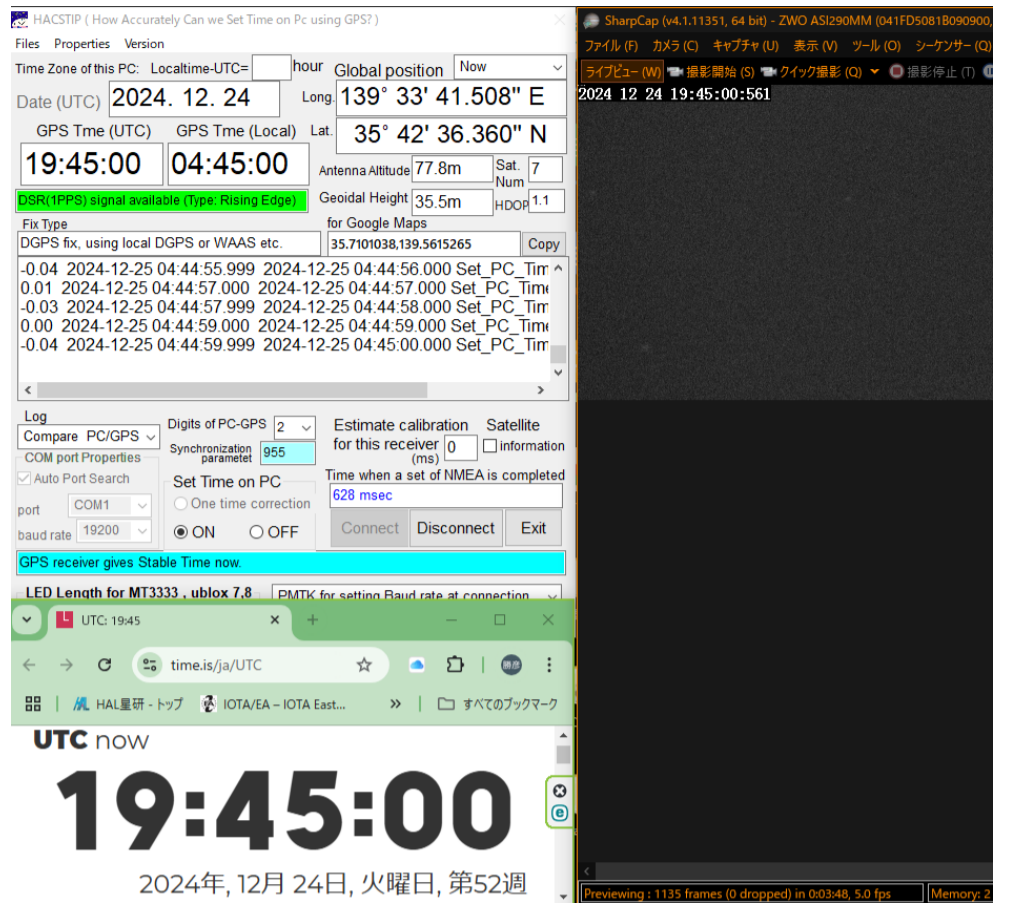 HACSTIP ( How Accurately Can we Set Time on Pc using GPS? )
Files Properties Version
Time Zone of this PC: Localtime-UTC= hour
Global position Now
Date (UTC) 2024. 12. 24
Long. 139° 33' 41.508" E
GPS Tme (UTC) GPS Tme (Local)
Lat. 35° 42' 36.360" N
19:45:00 04:45:00
Antenna Altitude 77.8m Sat. Num 7
DSR(1PPS) signal available (Type: Rising Edge)
Geoidal Height 35.5m HDOP 1.1
Fix Type
for Google Maps
DGPS fix, using local DGPS or WAAS etc.
35.7101038,139.5615265 Copy
-0.04 2024-12-25 04:44:55.999 2024-12-25 04:44:56.000 Set_PC_Tim
0.01 2024-12-25 04:44:57.000 2024-12-25 04:44:57.000 Set_PC_Time
-0.03 2024-12-25 04:44:57.999 2024-12-25 04:44:58.000 Set_PC_Tim
0.00 2024-12-25 04:44:59.000 2024-12-25 04:44:59.000 Set_PC_Time
-0.04 2024-12-25 04:44:59.999 2024-12-25 04:45:00.000 Set_PC_Tim
Log
Compare PC/GPS
Digits of PC-GPS 2
Synchronization parametet 955
Estimate calibration for this receiver (ms) 0
Satellite information
COM port Properties
Auto Port Search
port COM1
baud rate 19200
Set Time on PC
One time correction
ON OFF
Time when a set of NMEA is completed
628 msec
Connect Disconnect Exit
GPS receiver gives Stable Time now.
LED Length for MT3333 , ublox 7,8
PMTK for setting Baud rate at connection
UTC: 19:45
time.is/ja/UTC
勝彦
HAL星研 - トップ IOTA/EA – IOTA East... すべてのブックマーク
UTC now
19:45:00
2024年, 12月 24日, 火曜日, 第52週
SharpCap (v4.1.11351, 64 bit) - ZWO ASI290MM (041FD5081B090900,
ファイル (F) カメラ (C) キャプチャ (U) 表示 (V) ツール (O) シーケンサー (Q)
ライブビュー (W) 撮影開始 (S) クイック撮影 (Q) 撮影停止 (T)
2024 12 24 19:45:00:561
Previewing : 1135 frames (0 dropped) in 0:03:48, 5.0 fps
Memory: 2